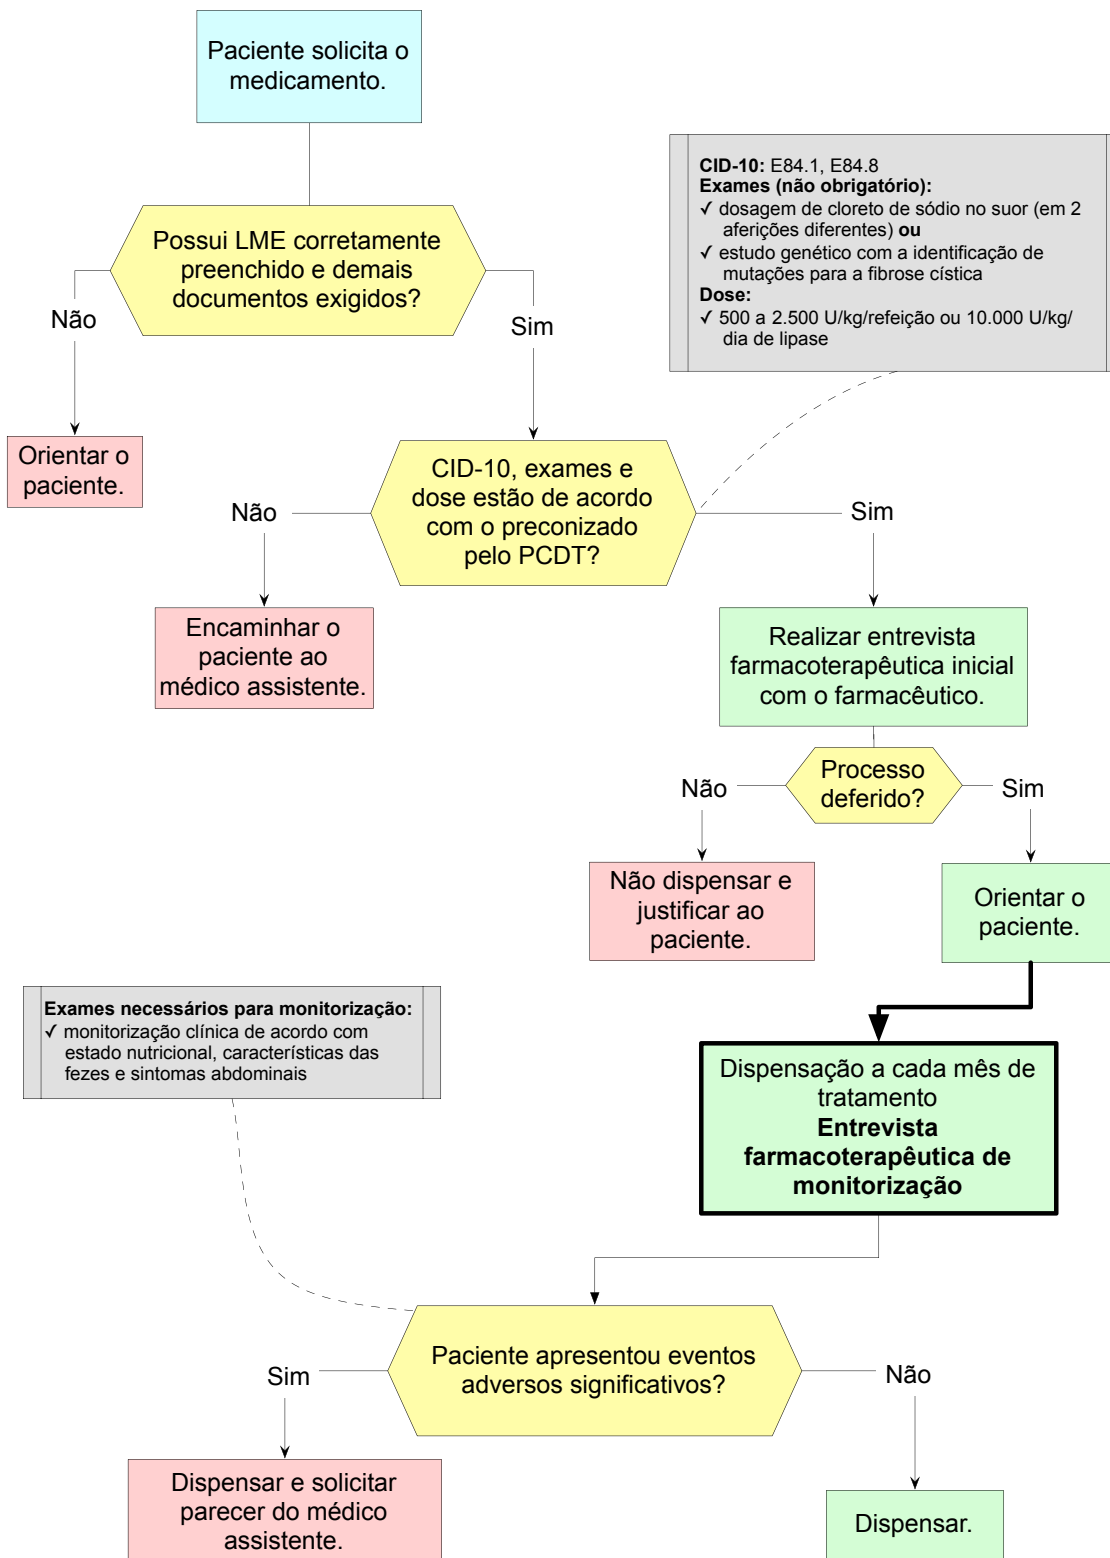 Paciente solicita o
medicamento.
CID-10: E84.1, E84.8
Exames (não obrigatório):
✓ dosagem de cloreto de sódio no suor (em 2
aferições diferentes) ou
✓ estudo genético com a identificação de
mutações para a fibrose cística
Dose:
✓ 500 a 2.500 U/kg/refeição ou 10.000 U/kg/
dia de lipase
Possui LME corretamente
preenchido e demais
documentos exigidos?
Não
Sim
Orientar o
paciente.
CID-10, exames e
dose estão de acordo
com o preconizado
pelo PCDT?
Não
Sim
Encaminhar o
paciente ao
médico assistente.
Realizar entrevista
farmacoterapêutica inicial
com o farmacêutico.
Processo
deferido?
Não
Sim
Não dispensar e
justificar ao
paciente.
Orientar o
paciente.
Exames necessários para monitorização:
✓ monitorização clínica de acordo com
estado nutricional, características das
fezes e sintomas abdominais
Dispensação a cada mês de
tratamento
Entrevista
farmacoterapêutica de
monitorização
Paciente apresentou eventos
adversos significativos?
Sim
Não
Dispensar e solicitar
parecer do médico
assistente.
Dispensar.